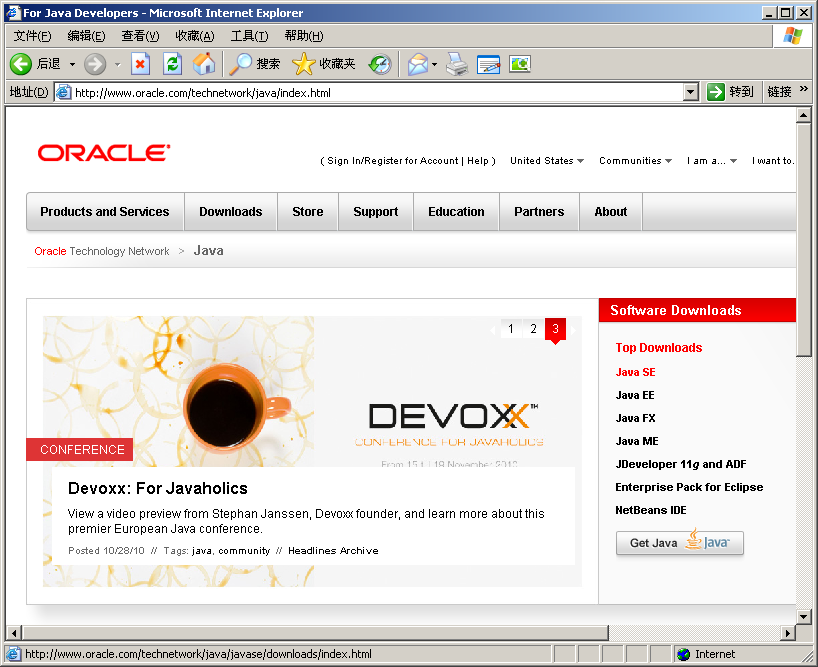 For Java Developers - Microsoft Internet Explorer
文件(F) 编辑(E) 查看(V) 收藏(A) 工具(T) 帮助(H)
后退 搜索 收藏夹
地址(D) http://www.oracle.com/technetwork/java/index.html 转到 链接 »
ORACLE
( Sign In/Register for Account | Help ) United States Communities I am a... I want to.
Products and Services Downloads Store Support Education Partners About
Oracle Technology Network > Java
1 2 3
DEVOXX™
CONFERENCE FOR JAVAHOLICS
From 15 t
19 November 2010
CONFERENCE
Devoxx: For Javaholics
View a video preview from Stephan Janssen, Devoxx founder, and learn more about this
premier European Java conference.
Posted 10/28/10 // Tags: java, community // Headlines Archive
Software Downloads
Top Downloads
Java SE
Java EE
Java FX
Java ME
JDeveloper 11g and ADF
Enterprise Pack for Eclipse
NetBeans IDE
Get Java Java
http://www.oracle.com/technetwork/java/javase/downloads/index.html Internet